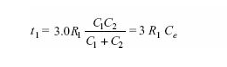 t₁ = 3.0R₁ C₁C₂ / C₁ + C₂ = 3 R₁ Cₑ